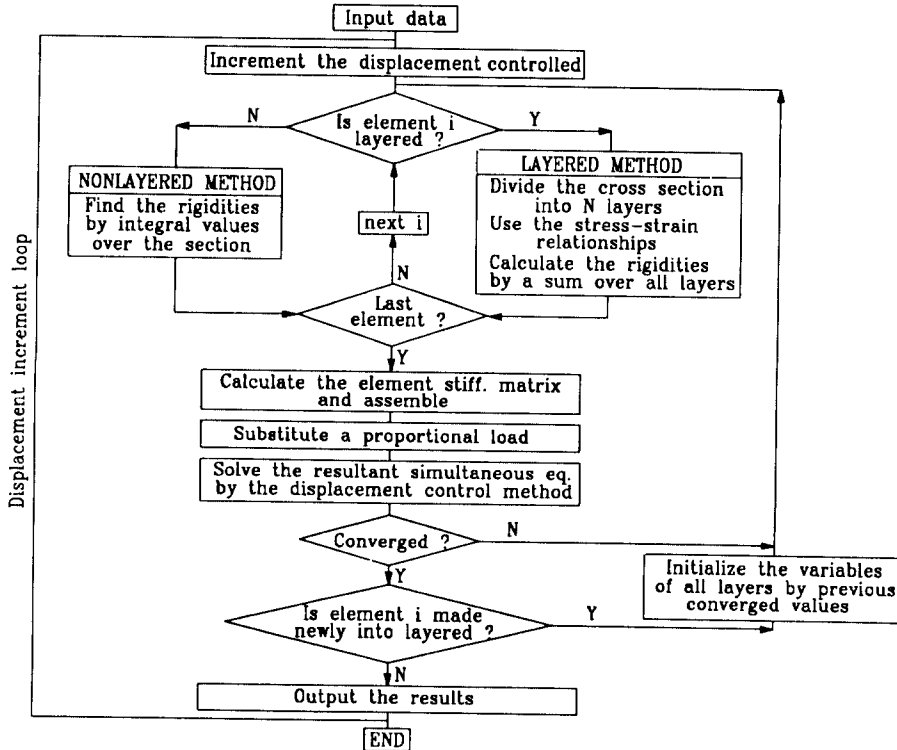 Input data
Increment the displacement controlled
N
Is element i
layered ?
Y
NONLAYERED METHOD
Find the rigidities
by integral values
over the section
LAYERED METHOD
Divide the cross section
into N layers
Use the stress-strain
relationships
Calculate the rigidities
by a sum over all layers
next i
N
Last
element ?
Y
Calculate the element stiff. matrix
and assemble
Substitute a proportional load
Solve the resultant simultaneous eq.
by the displacement control method
Converged ?
N
Y
Initialize the variables
of all layers by previous
converged values
Is element i made
newly into layered ?
Y
N
Output the results
END
Displacement increment loop